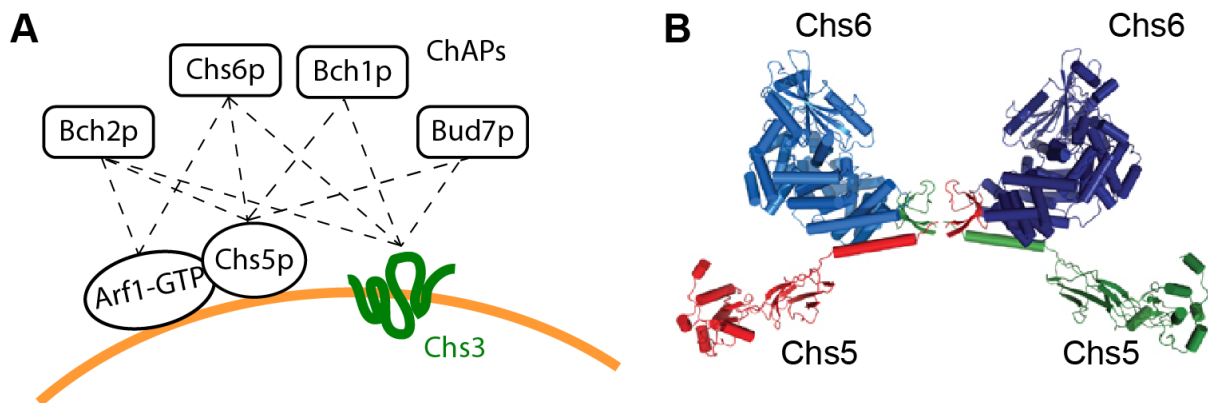 A
Chs6p
Bch1p
ChAPs
Bch2p
Bud7p
Arf1-GTP
Chs5p
Chs3
B
Chs6
Chs6
Chs5
Chs5